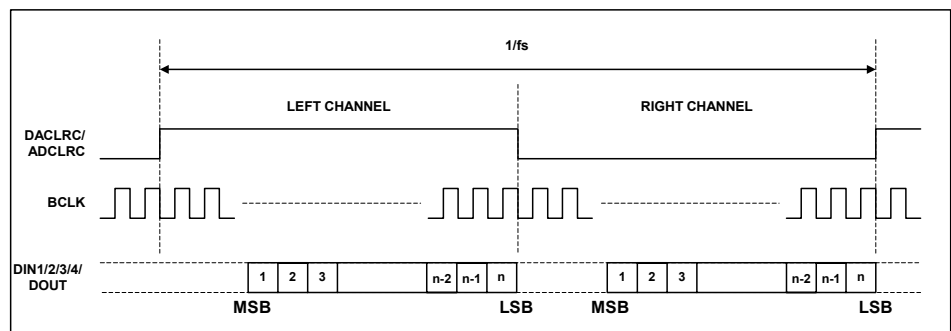 1/fs
LEFT CHANNEL
RIGHT CHANNEL
DACLRC/
ADCLRC
BCLK
DIN1/2/3/4/
DOUT
1 2 3 n-2 n-1 n 1 2 3 n-2 n-1 n
MSB LSB MSB LSB